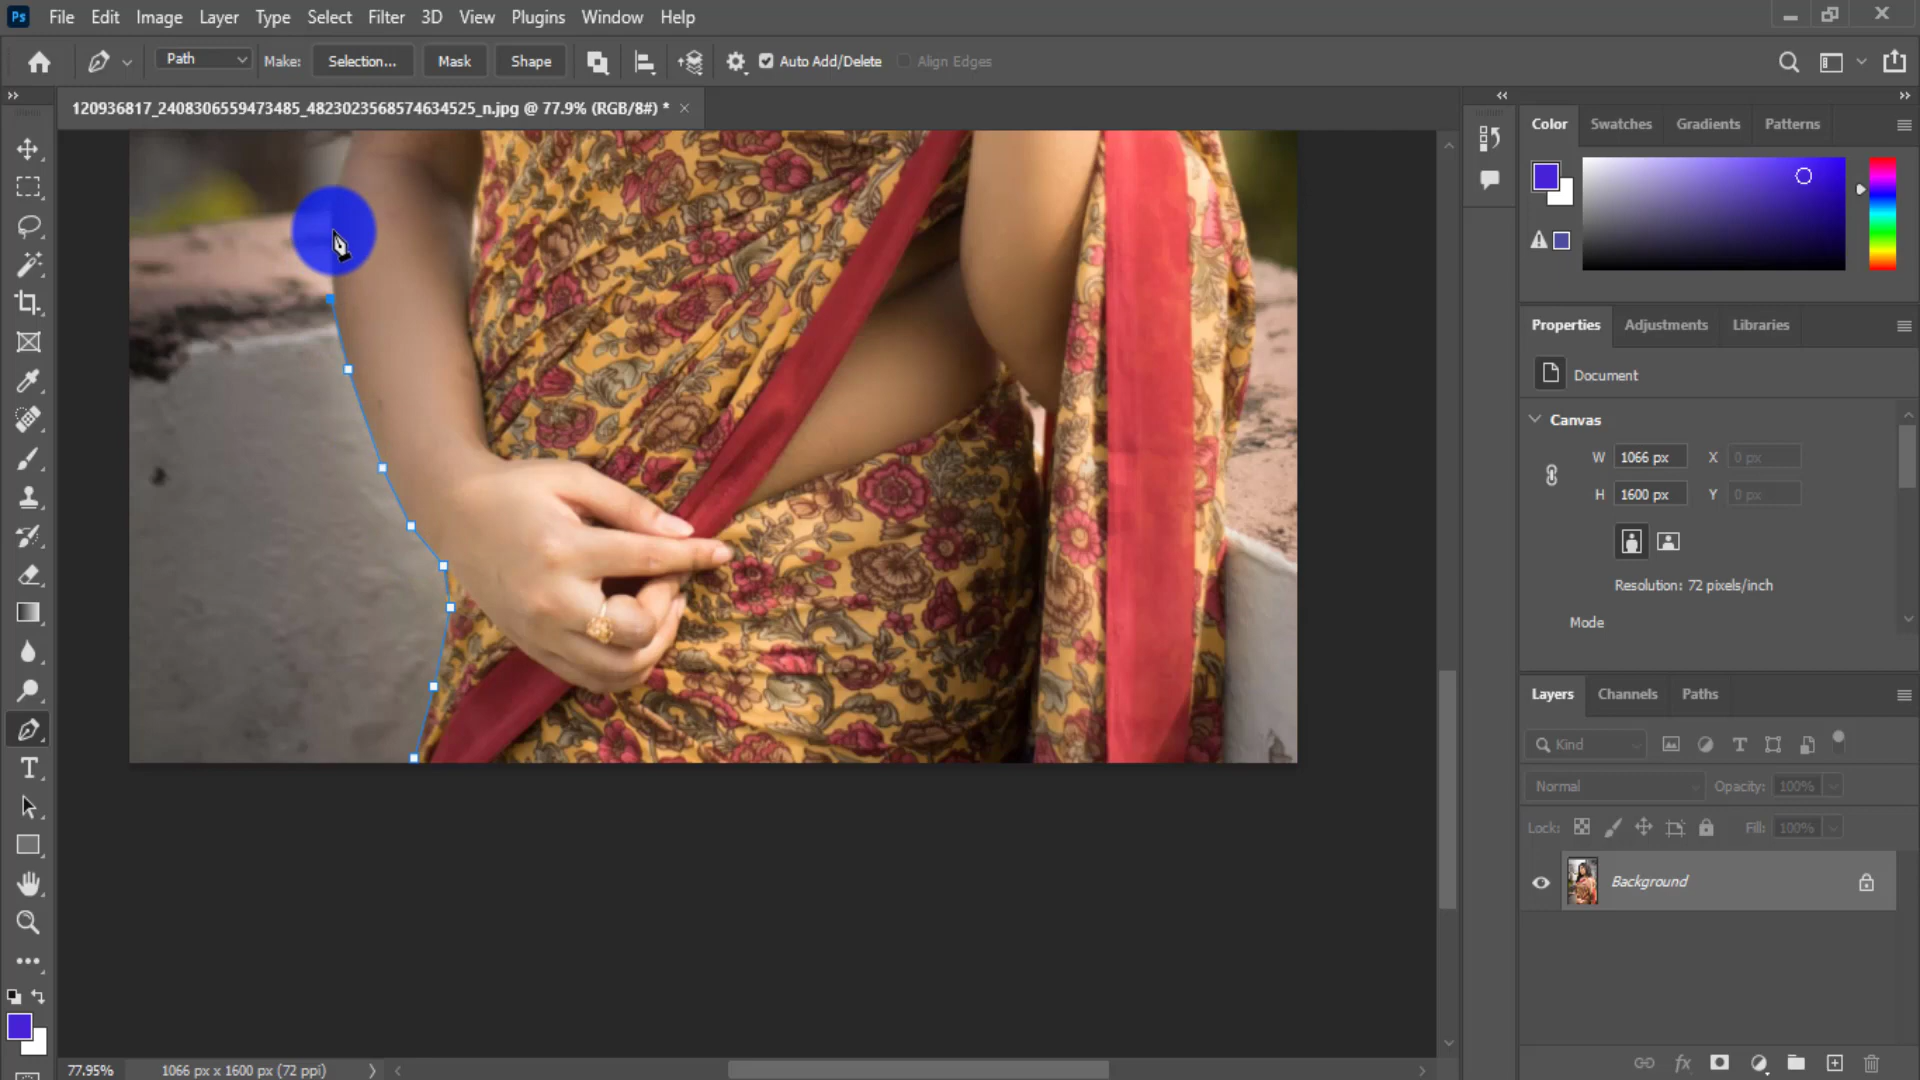 Ps File Edit Image Layer Type Select Filter 3D View Plugins Window Help
Path Make: Selection... Mask Shape Auto Add/Delete Align Edges
120936817_2408306559473485_4823023568574634525_n.jpg @ 77.9% (RGB/8#) *
Color Swatches Gradients Patterns
Properties Adjustments Libraries
Document
Canvas
W 1066 px X 0 px
H 1600 px Y 0 px
Resolution: 72 pixels/inch
Mode
Layers Channels Paths
Kind
Normal Opacity: 100%
Lock: Fill: 100%
Background
77.95% 1066 px x 1600 px (72 ppi)